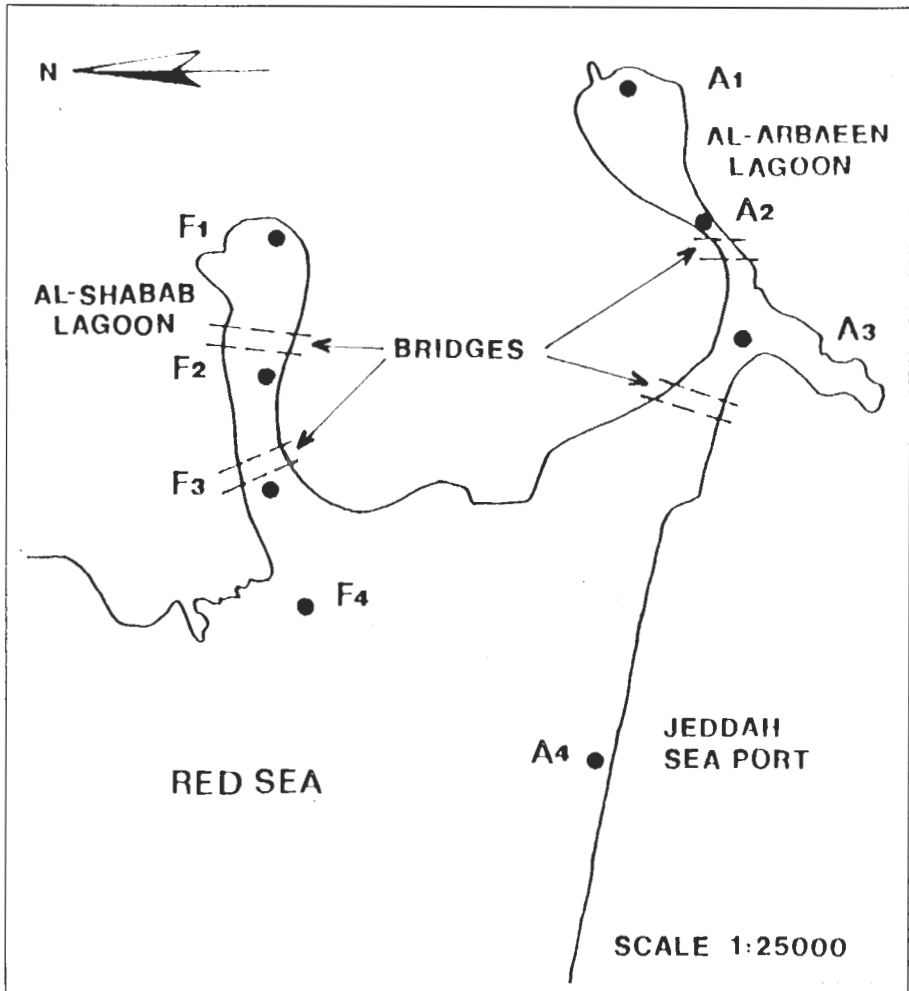 N
A1
AL-ARBAEEN
LAGOON
A2
F1
AL-SHABAB
LAGOON
BRIDGES
F2
A3
F3
F4
A4
JEDDAH
SEA PORT
RED SEA
SCALE 1:25000